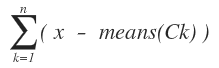 n
∑ ( x - means(Ck) )
k=1